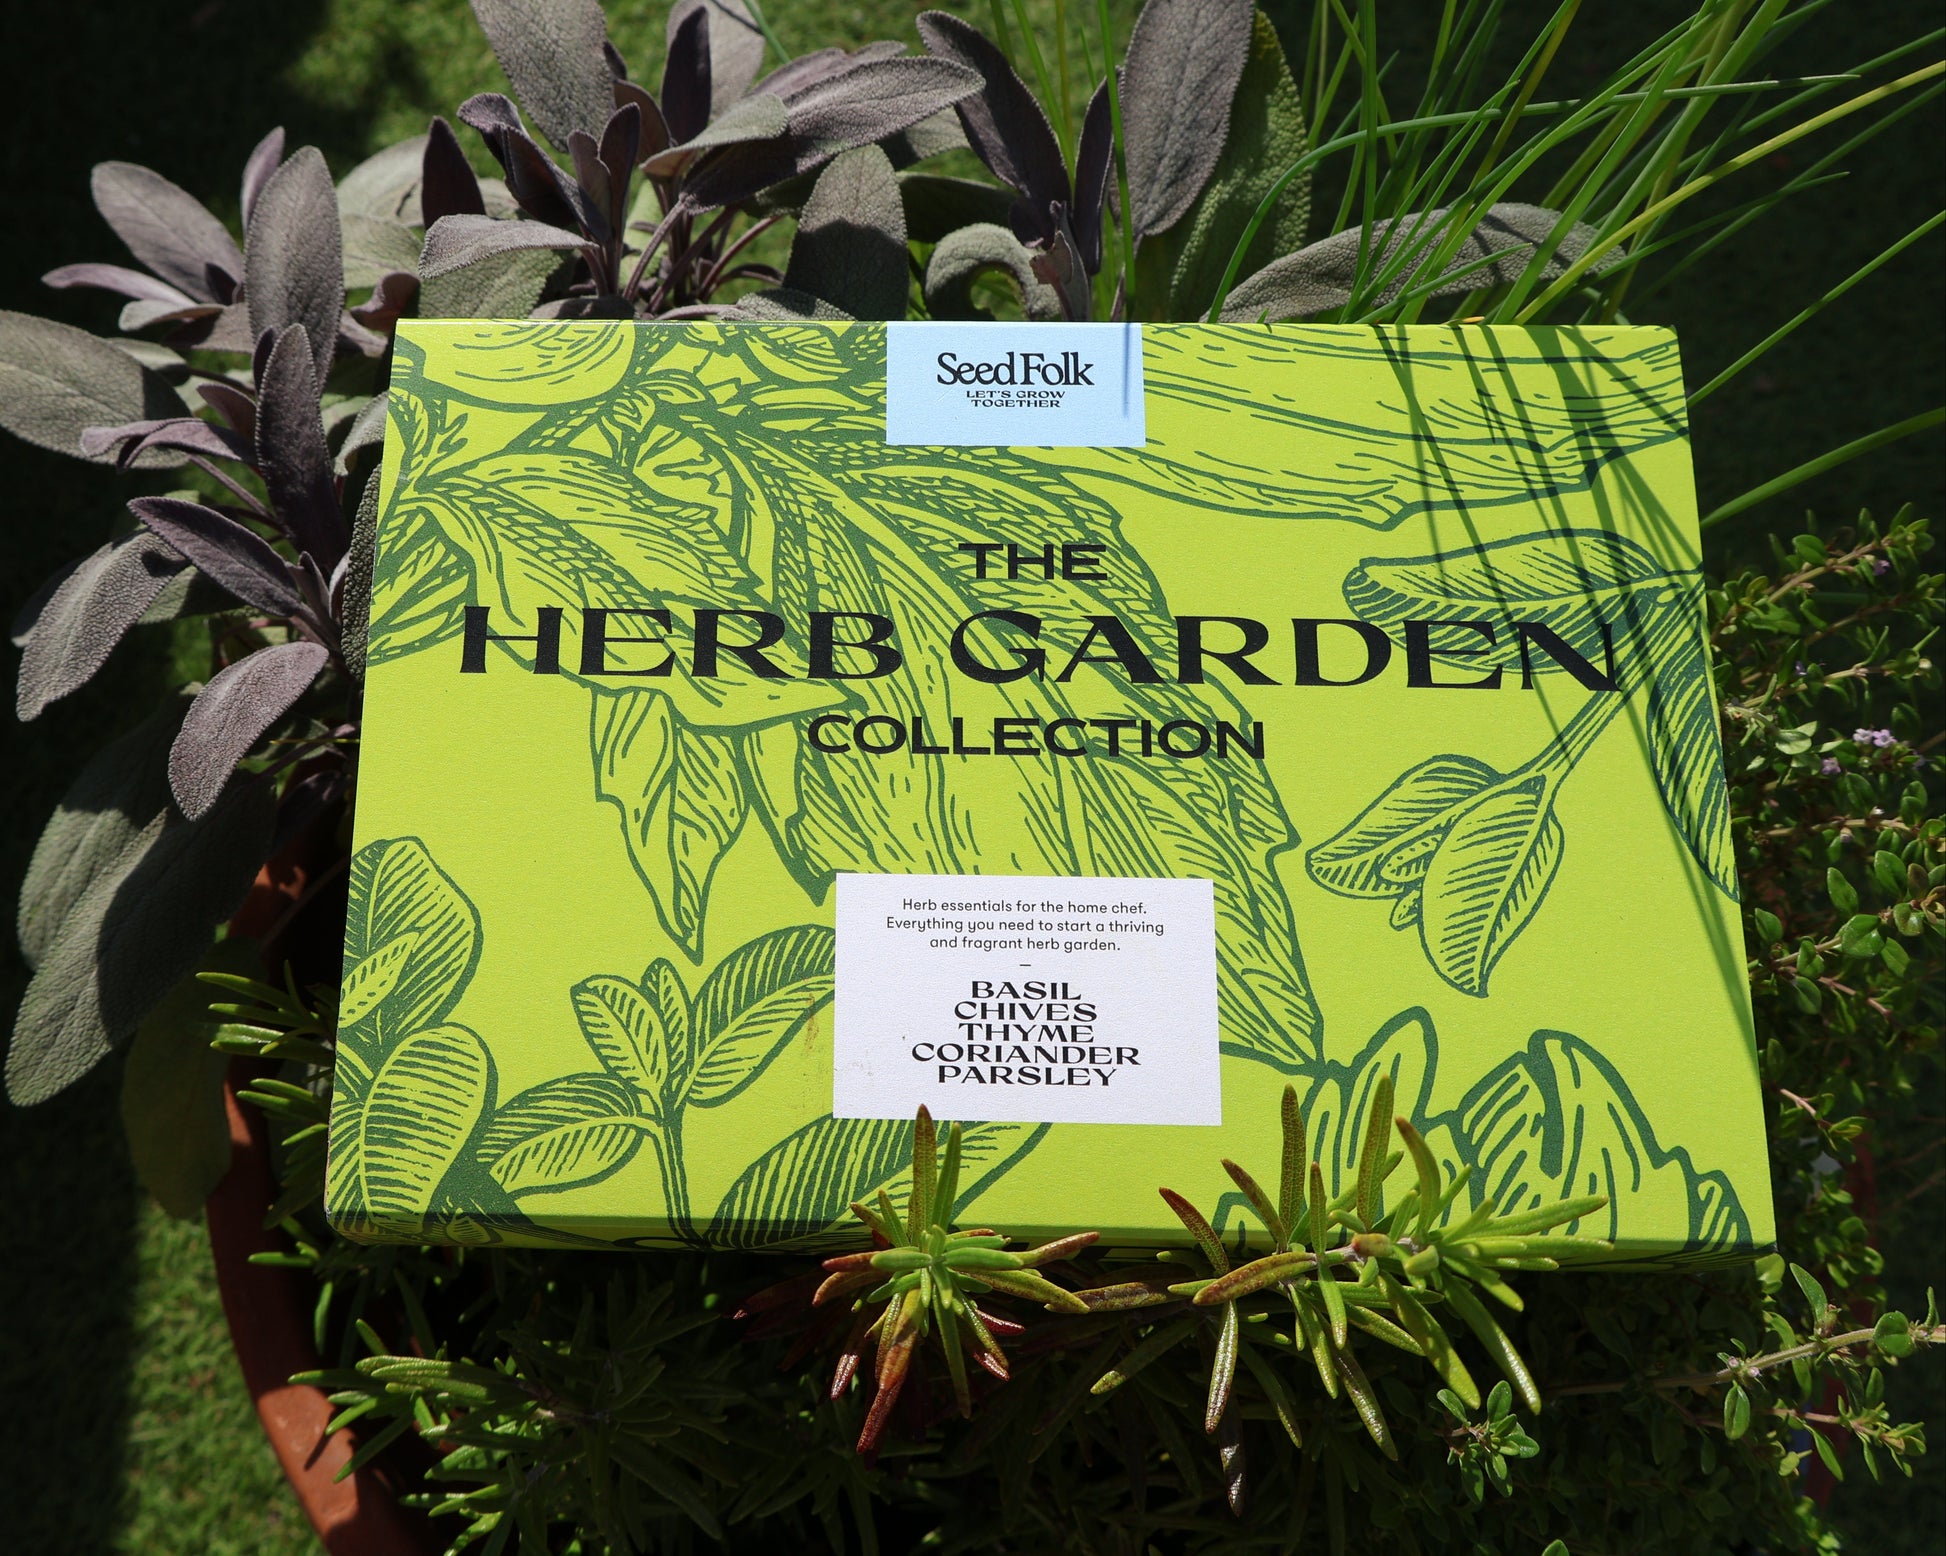 SeedFolk
LET'S GROW
TOGETHER
THE
HERB GARDEN
COLLECTION
Herb essentials for the home chef.
Everything you need to start a thriving
and fragrant herb garden.
–
BASIL
CHIVES
THYME
CORIANDER
PARSLEY